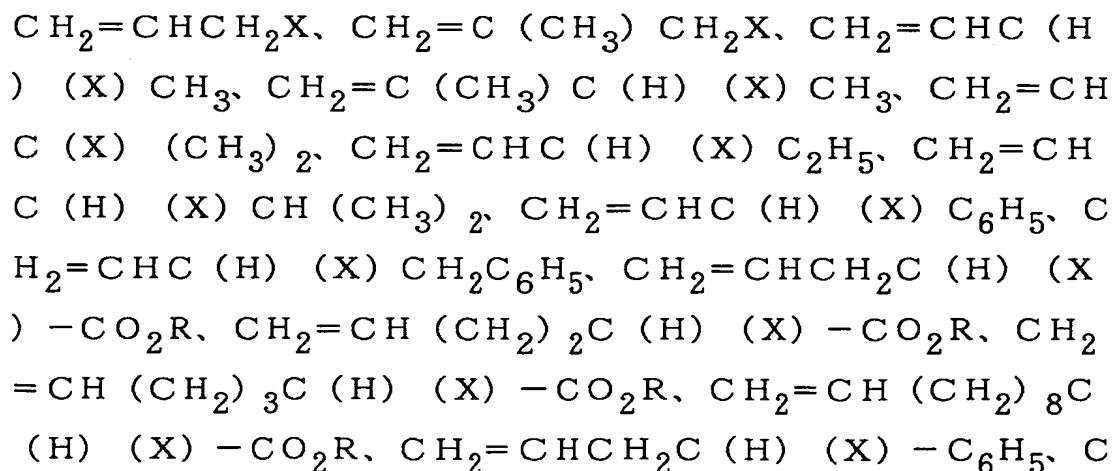 CH₂=CHCH₂X、CH₂=C（CH₃）CH₂X、CH₂=CHC（H
）（X）CH₃、CH₂=C（CH₃）C（H）（X）CH₃、CH₂=CH
C（X）（CH₃）₂、CH₂=CHC（H）（X）C₂H₅、CH₂=CH
C（H）（X）CH（CH₃）₂、CH₂=CHC（H）（X）C₆H₅、C
H₂=CHC（H）（X）CH₂C₆H₅、CH₂=CHCH₂C（H）（X
）－CO₂R、CH₂=CH（CH₂）₂C（H）（X）－CO₂R、CH₂
=CH（CH₂）₃C（H）（X）－CO₂R、CH₂=CH（CH₂）₈C
（H）（X）－CO₂R、CH₂=CHCH₂C（H）（X）－C₆H₅、C